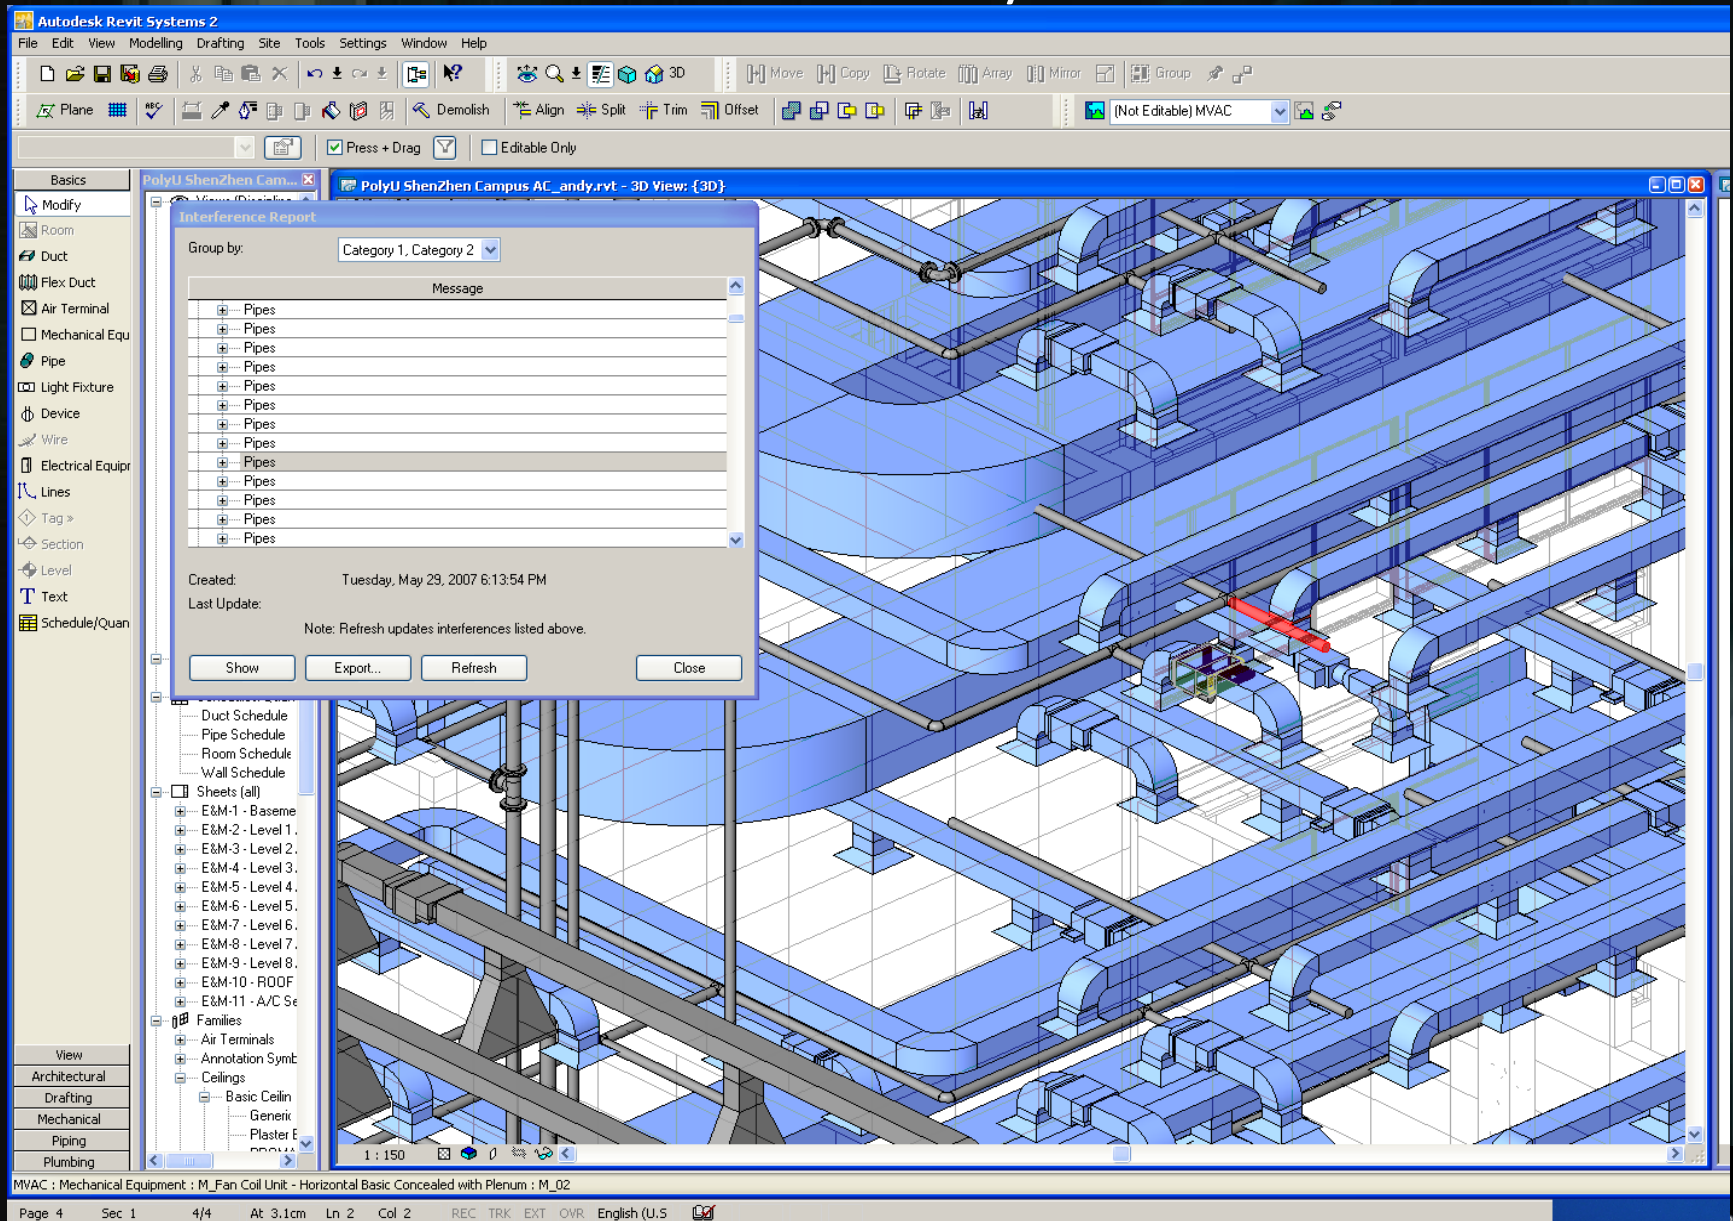 Autodesk Revit Systems 2
File Edit View Modelling Drafting Site Tools Settings Window Help
3D Move Copy Rotate Array Mirror Group
Plane Demolish Align Split Trim Offset (Not Editable) MVAC
Press + Drag Editable Only
Basics
Modify
Room
Duct
Flex Duct
Air Terminal
Mechanical Equ
Pipe
Light Fixture
Device
Wire
Electrical Equipr
Lines
Tag »
Section
Level
Text
Schedule/Quan
View
Architectural
Drafting
Mechanical
Piping
Plumbing
PolyU ShenZhen Cam...
Duct Schedule
Pipe Schedule
Room Schedule
Wall Schedule
Sheets (all)
E&M-1 - Baseme
E&M-2 - Level 1.
E&M-3 - Level 2.
E&M-4 - Level 3.
E&M-5 - Level 4.
E&M-6 - Level 5.
E&M-7 - Level 6.
E&M-8 - Level 7.
E&M-9 - Level 8.
E&M-10 - ROOF
E&M-11 - A/C Se
Families
Air Terminals
Annotation Symb
Ceilings
Basic Ceilin
Generic
Plaster
PolyU ShenZhen Campus AC_andy.rvt - 3D View: {3D}
Interference Report
Group by: Category 1, Category 2
Message
Pipes
Pipes
Pipes
Pipes
Pipes
Pipes
Pipes
Pipes
Pipes
Pipes
Pipes
Pipes
Pipes
Created: Tuesday, May 29, 2007 6:13:54 PM
Last Update:
Note: Refresh updates interferences listed above.
Show Export... Refresh Close
1 : 150
MVAC : Mechanical Equipment : M_Fan Coil Unit - Horizontal Basic Concealed with Plenum : M_02
Page 4 Sec 1 4/4 At 3.1cm Ln 2 Col 2 REC TRK EXT OVR English (U.S